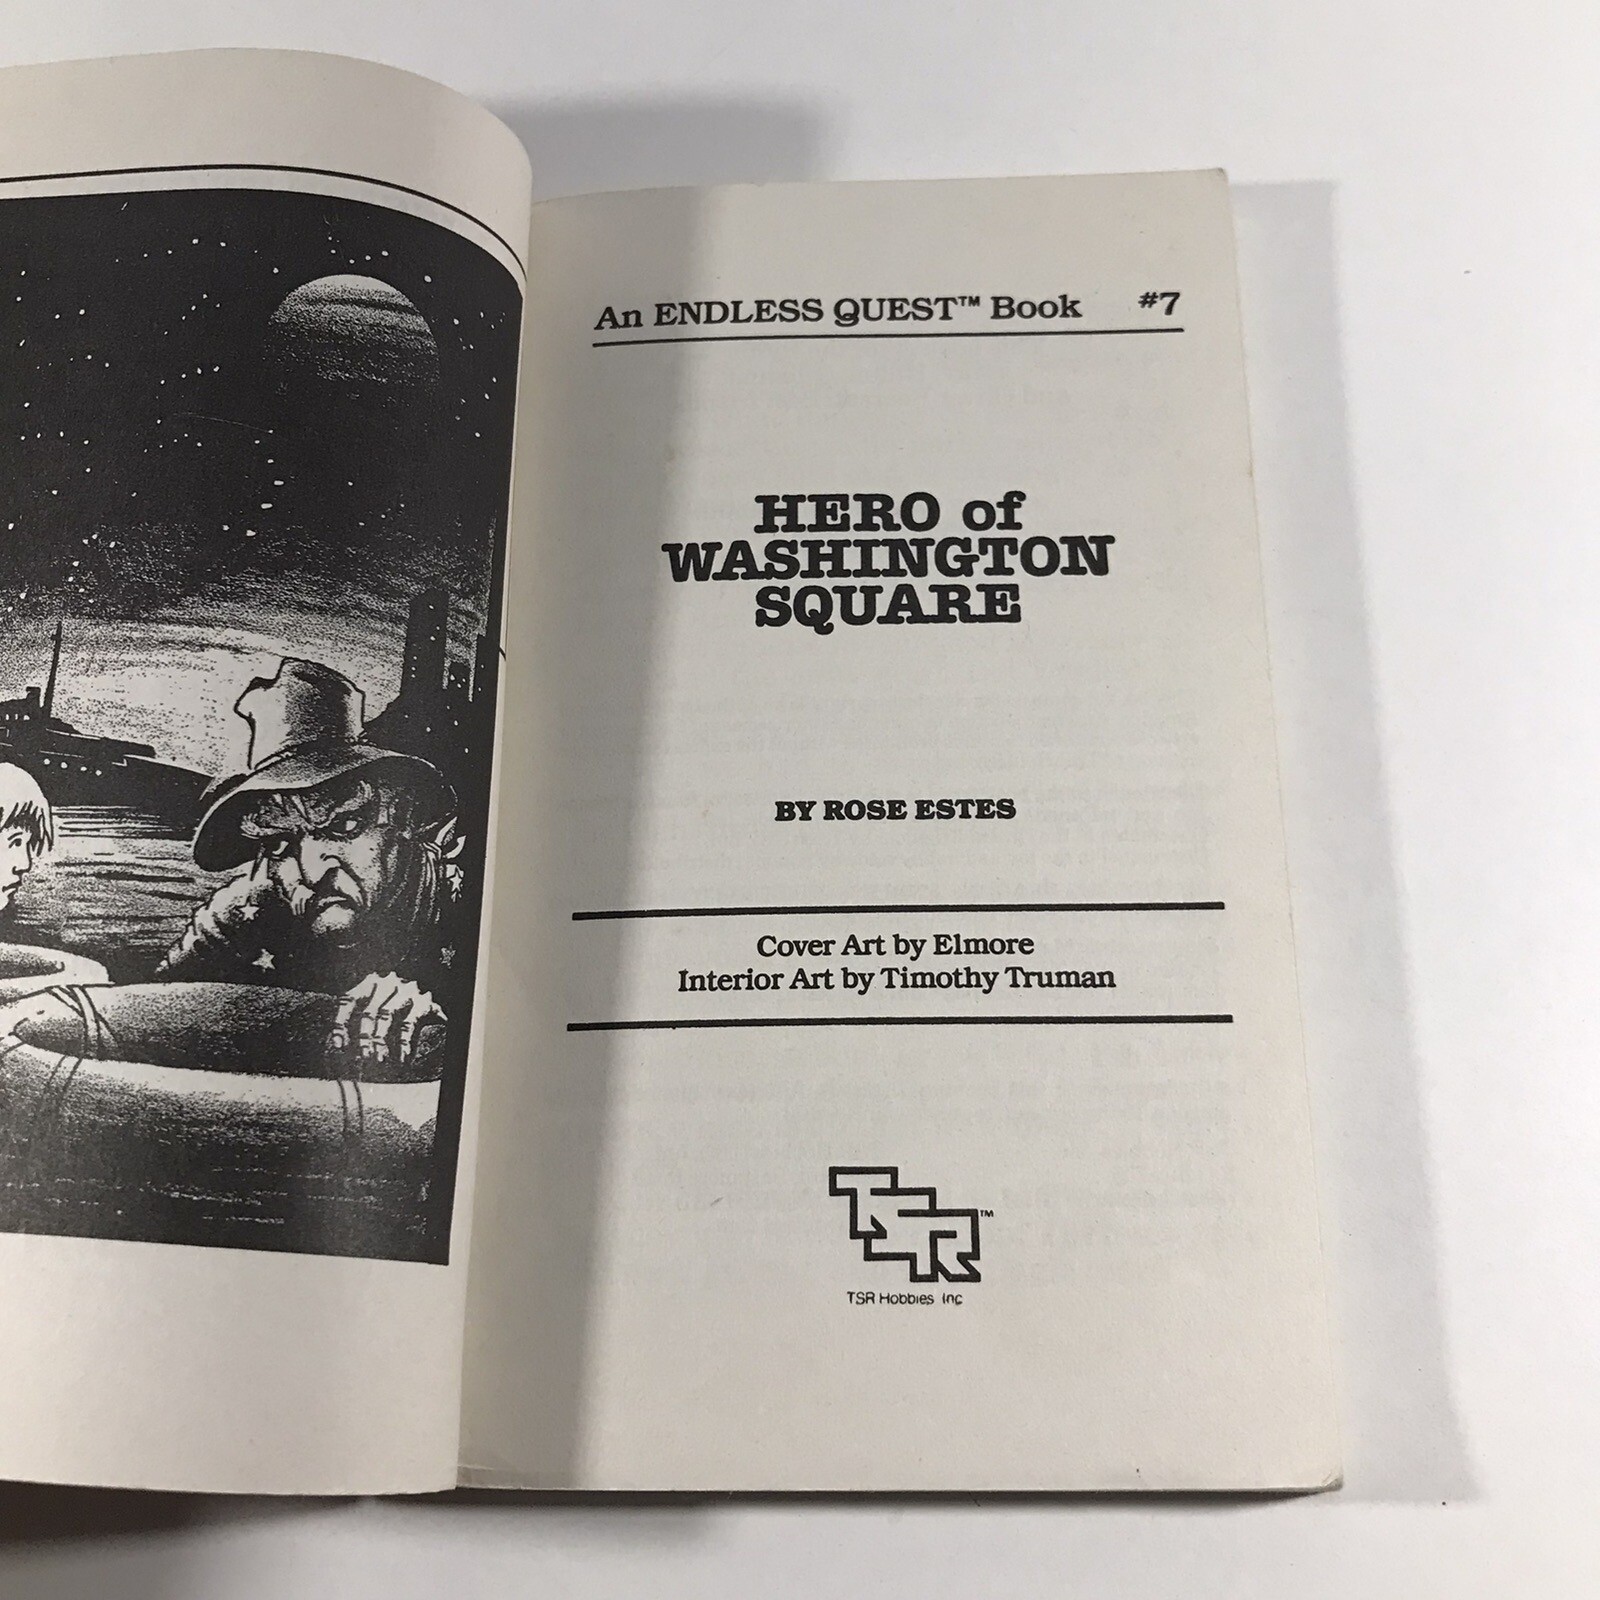 An ENDLESS QUEST™ Book #7
HERO of
WASHINGTON
SQUARE
BY ROSE ESTES
Cover Art by Elmore
Interior Art by Timothy Truman
TSR™
TSR Hobbies Inc